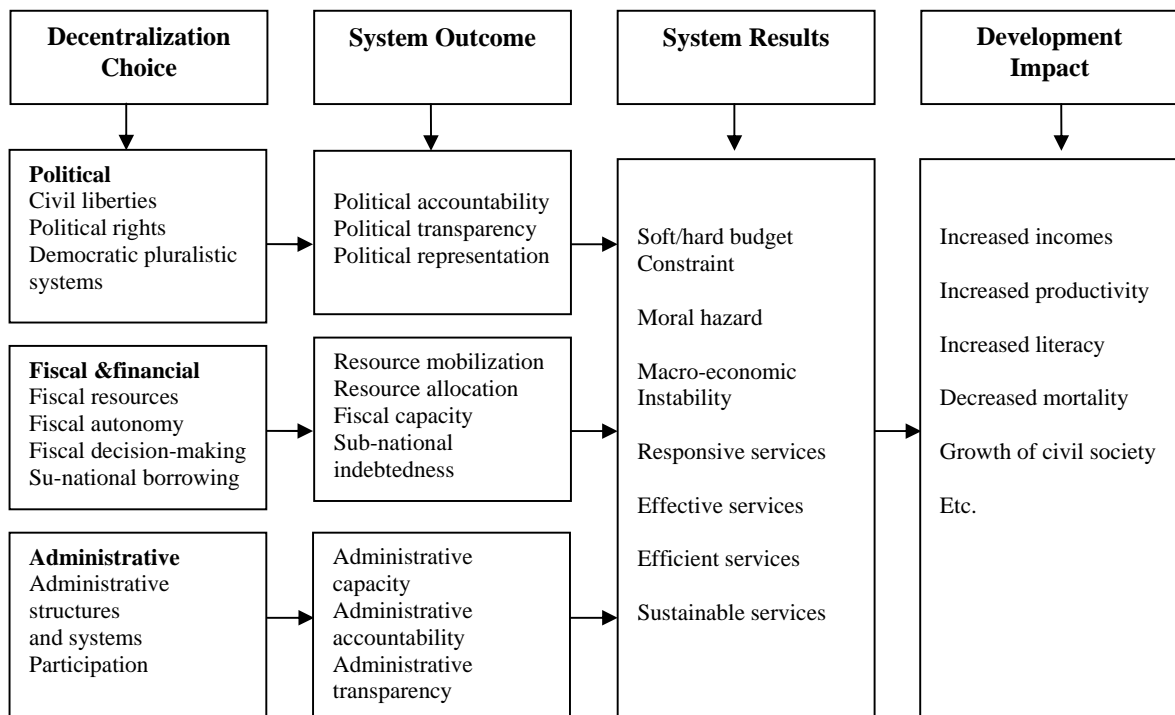 Decentralization
Choice
System Outcome
System Results
Development
Impact
Political
Civil liberties
Political rights
Democratic pluralistic
systems
Political accountability
Political transparency
Political representation
Fiscal &financial
Fiscal resources
Fiscal autonomy
Fiscal decision-making
Su-national borrowing
Resource mobilization
Resource allocation
Fiscal capacity
Sub-national
indebtedness
Administrative
Administrative
structures
and systems
Participation
Administrative
capacity
Administrative
accountability
Administrative
transparency
Soft/hard budget
Constraint
Moral hazard
Macro-economic
Instability
Responsive services
Effective services
Efficient services
Sustainable services
Increased incomes
Increased productivity
Increased literacy
Decreased mortality
Growth of civil society
Etc.